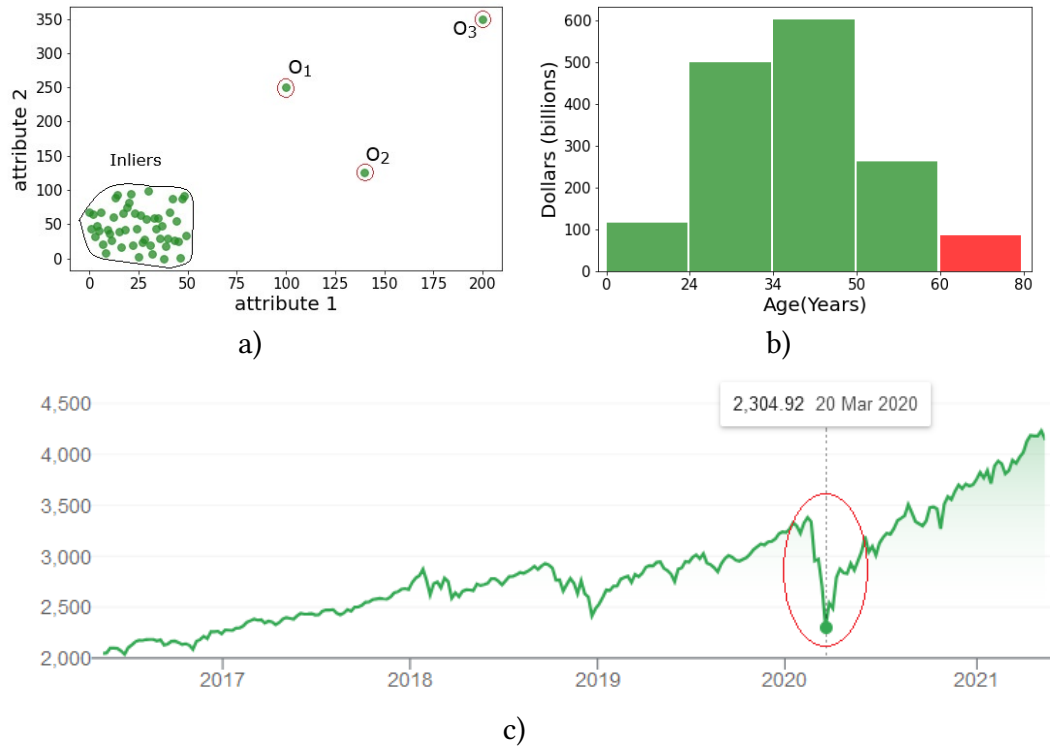 350
300
250
200
150
100
50
0
attribute 2
O3
O1
O2
Inliers
0 25 50 75 100 125 150 175 200
attribute 1
a)
600
500
400
300
200
100
0
Dollars (billions)
0 24 34 50 60 80
Age(Years)
b)
2,304.92 20 Mar 2020
4,500
4,000
3,500
3,000
2,500
2,000
2017 2018 2019 2020 2021
c)